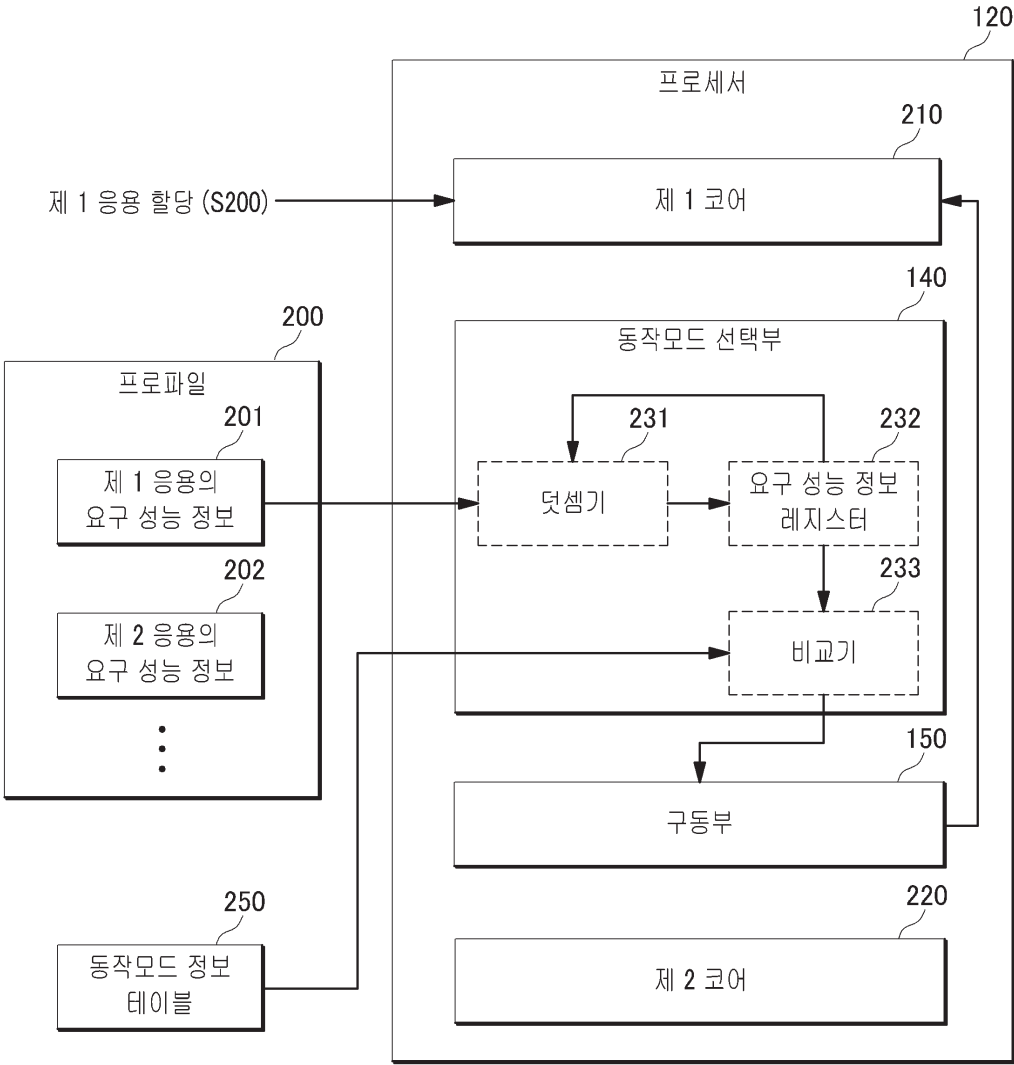 120
프로세서
210
제 1 코어
제 1 응용 할당 (S200)
140
동작모드 선택부
200
프로파일
201
제 1 응용의
요구 성능 정보
231
덧셈기
232
요구 성능 정보
레지스터
202
제 2 응용의
요구 성능 정보
233
비교기
150
구동부
250
동작모드 정보
테이블
220
제 2 코어